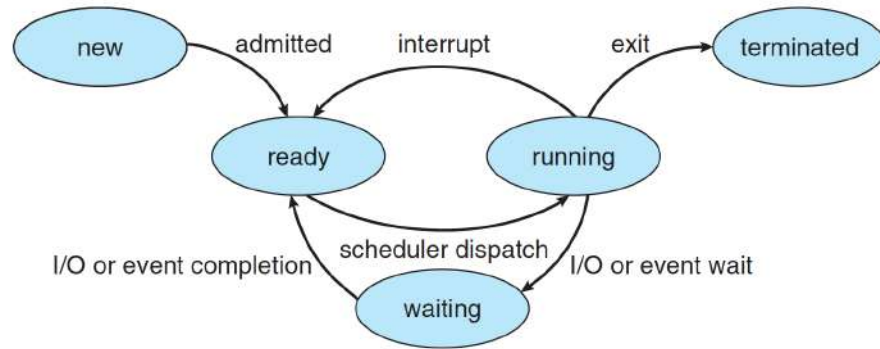 new
admitted
interrupt
exit
terminated
ready
running
scheduler dispatch
I/O or event completion
I/O or event wait
waiting